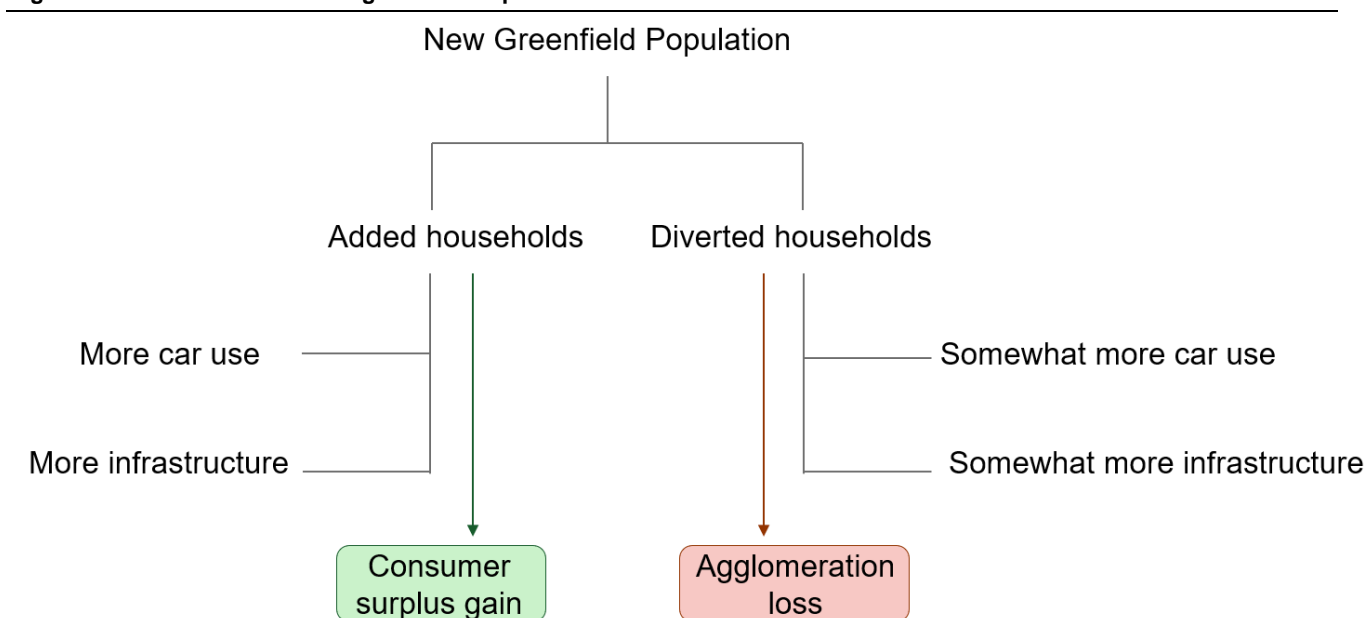 New Greenfield Population
Added households
Diverted households
More car use
Somewhat more car use
More infrastructure
Somewhat more infrastructure
Consumer
surplus gain
Agglomeration
loss